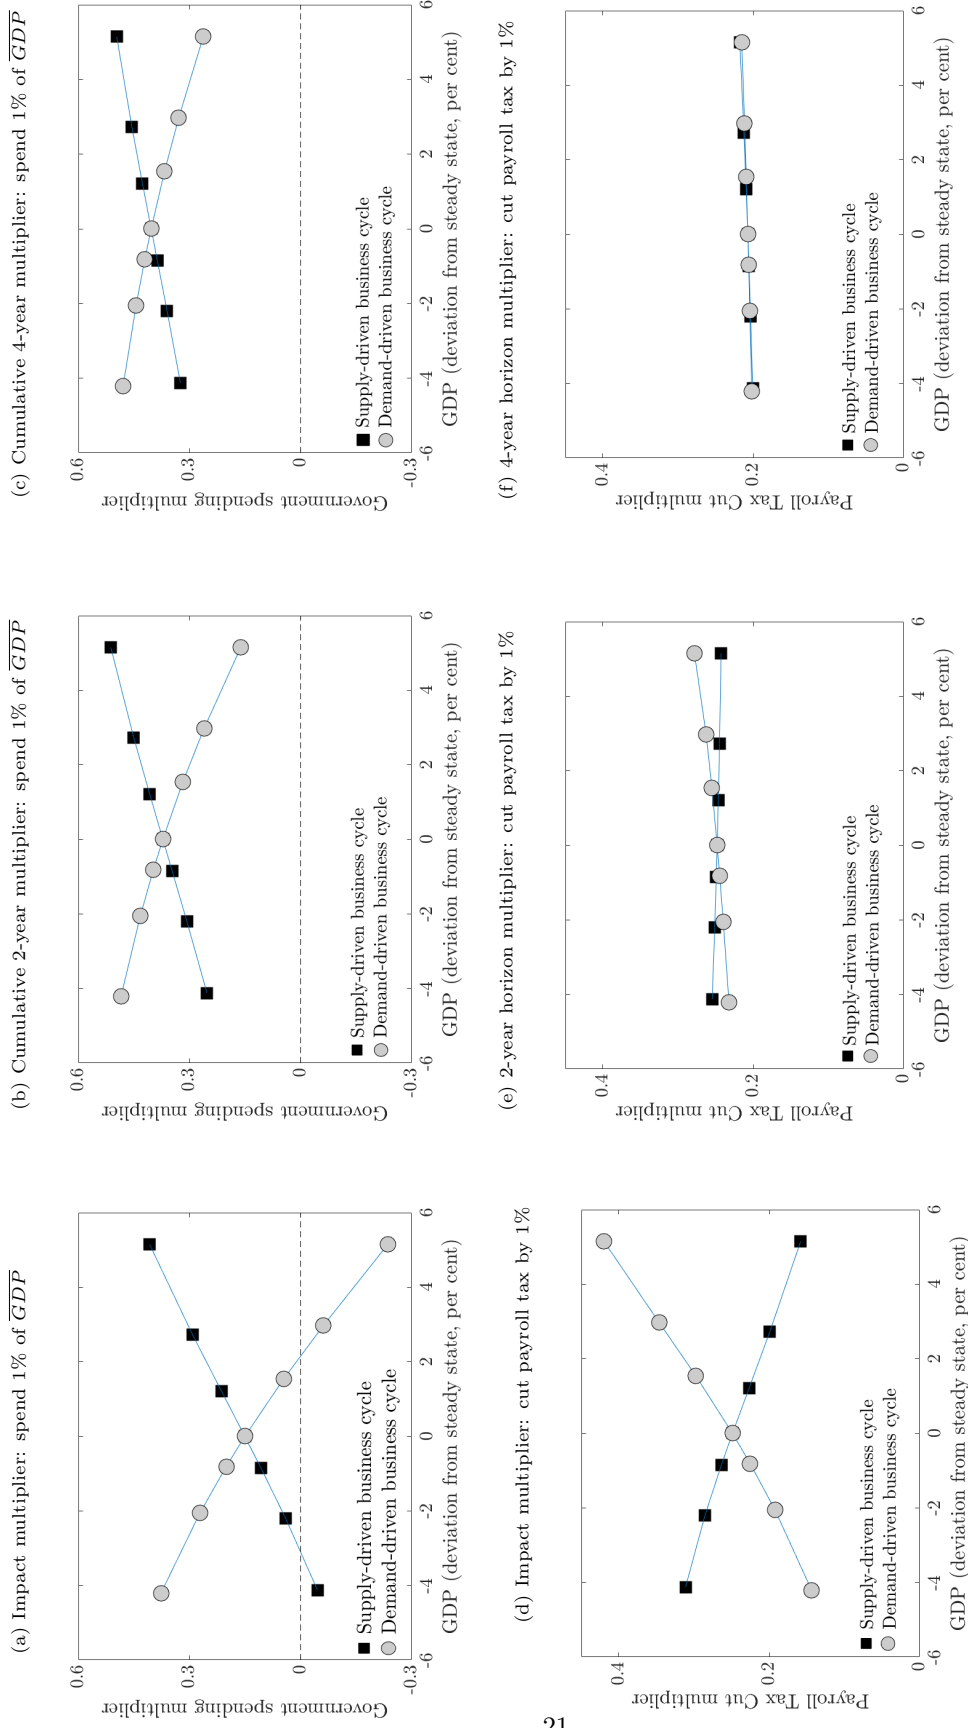 (a) Impact multiplier: spend 1% of GDP
Government spending multiplier
0.6
0.3
0
-0.3
-6 -4 -2 0 2 4 6
GDP (deviation from steady state, per cent)
Supply-driven business cycle
Demand-driven business cycle
(b) Cumulative 2-year multiplier: spend 1% of GDP
Government spending multiplier
0.6
0.3
0
-0.3
-6 -4 -2 0 2 4 6
GDP (deviation from steady state, per cent)
Supply-driven business cycle
Demand-driven business cycle
(c) Cumulative 4-year multiplier: spend 1% of GDP
Government spending multiplier
0.6
0.3
0
-0.3
-6 -4 -2 0 2 4 6
GDP (deviation from steady state, per cent)
Supply-driven business cycle
Demand-driven business cycle
(d) Impact multiplier: cut payroll tax by 1%
Payroll Tax Cut multiplier
0.4
0.2
0
-6 -4 -2 0 2 4 6
GDP (deviation from steady state, per cent)
Supply-driven business cycle
Demand-driven business cycle
(e) 2-year horizon multiplier: cut payroll tax by 1%
Payroll Tax Cut multiplier
0.4
0.2
0
-6 -4 -2 0 2 4 6
GDP (deviation from steady state, per cent)
Supply-driven business cycle
Demand-driven business cycle
(f) 4-year horizon multiplier: cut payroll tax by 1%
Payroll Tax Cut multiplier
0.4
0.2
0
-6 -4 -2 0 2 4 6
GDP (deviation from steady state, per cent)
Supply-driven business cycle
Demand-driven business cycle
21